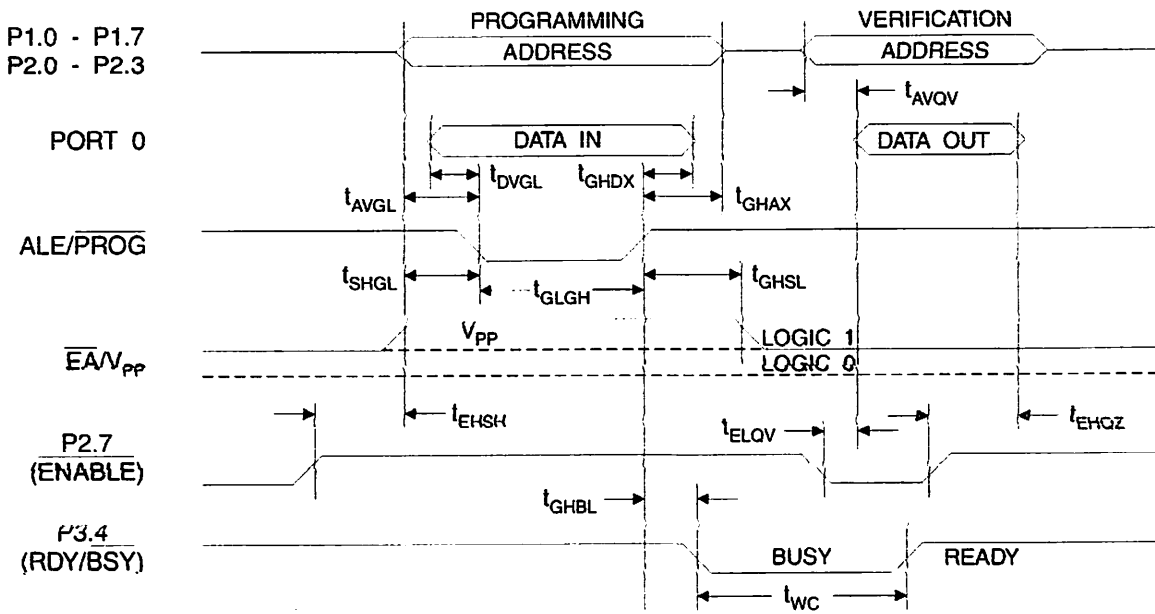 PROGRAMMING
VERIFICATION
P1.0 - P1.7
P2.0 - P2.3
ADDRESS
ADDRESS
tAVQV
PORT 0
DATA IN
DATA OUT
tDVGL
tGHDX
tAVGL
tGHAX
ALE/PROG
tSHGL
tGLGH
tGHSL
VPP
LOGIC 1
EA/VPP
LOGIC 0
tEHSH
tELQV
tEHQZ
P2.7
(ENABLE)
tGHBL
P3.4
(RDY/BSY)
BUSY
READY
tWC